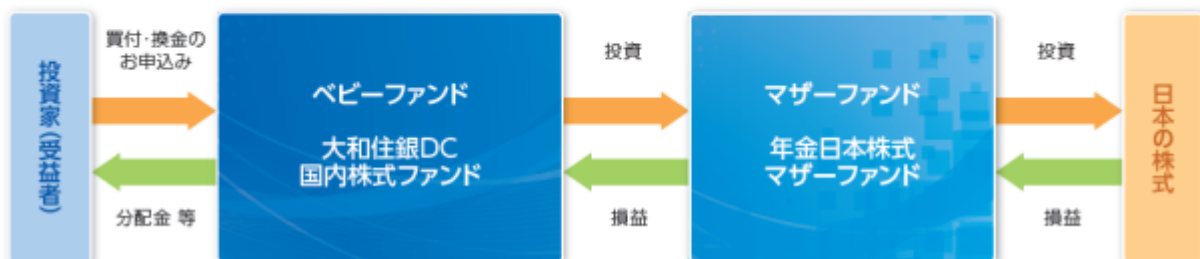 投資家(受益者)
買付・換金の
お申込み
分配金 等
ベビーファンド
大和住銀DC
国内株式ファンド
投資
損益
マザーファンド
年金日本株式
マザーファンド
投資
損益
日本の株式